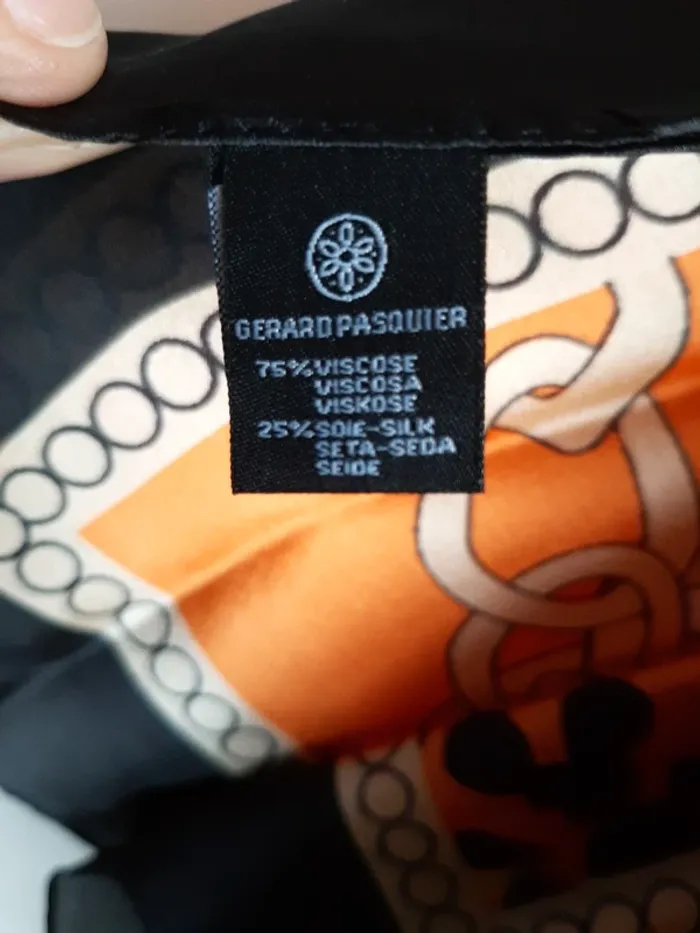 GERARD PASQUIER
75% VISCOSE
VISCOSA
VISKOSE
25% SOIE-SILK
SETA-SEDA
SEIDE